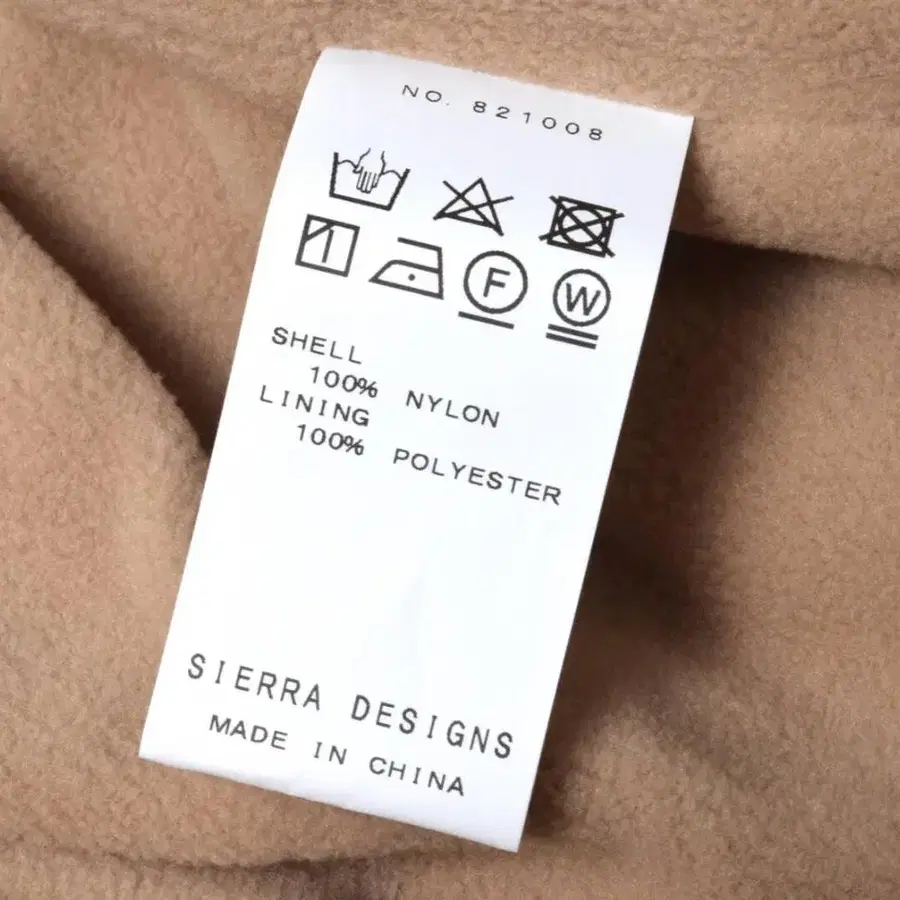 NO. 821008
F W
SHELL
100% NYLON
LINING
100% POLYESTER
SIERRA DESIGNS
MADE IN CHINA